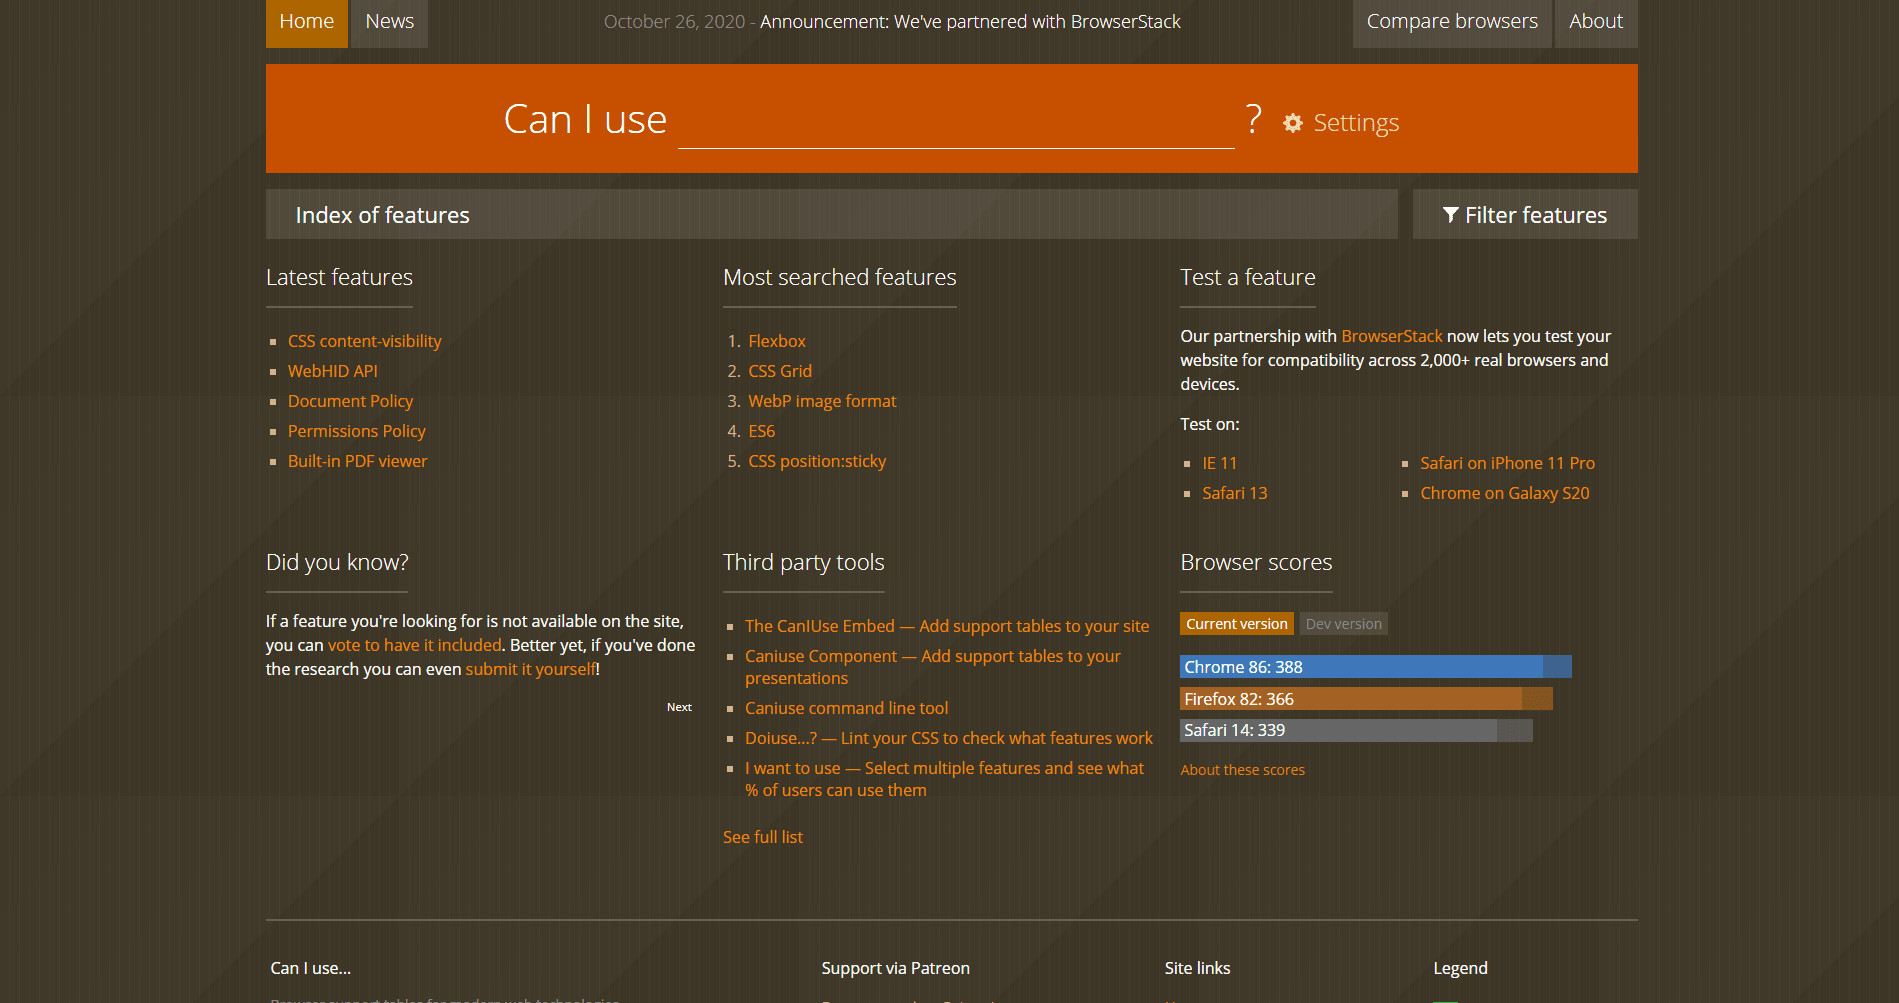 Home
News
October 26, 2020 - Announcement: We've partnered with BrowserStack
Compare browsers
About
Can I use
?
Settings
Index of features
Filter features
Latest features
CSS content-visibility
WebHID API
Document Policy
Permissions Policy
Built-in PDF viewer
Most searched features
1. Flexbox
2. CSS Grid
3. WebP image format
4. ES6
5. CSS position:sticky
Test a feature
Our partnership with BrowserStack now lets you test your
website for compatibility across 2,000+ real browsers and
devices.
Test on:
IE 11
Safari 13
Safari on iPhone 11 Pro
Chrome on Galaxy S20
Did you know?
If a feature you're looking for is not available on the site,
you can vote to have it included. Better yet, if you've done
the research you can even submit it yourself!
Next
Third party tools
The CanIUse Embed — Add support tables to your site
Caniuse Component — Add support tables to your
presentations
Caniuse command line tool
Doiuse...? — Lint your CSS to check what features work
I want to use — Select multiple features and see what
% of users can use them
See full list
Browser scores
Current version
Dev version
Chrome 86: 388
Firefox 82: 366
Safari 14: 339
About these scores
Can I use...
Browser support tables for modern web technologies
Support via Patreon
Site links
Legend